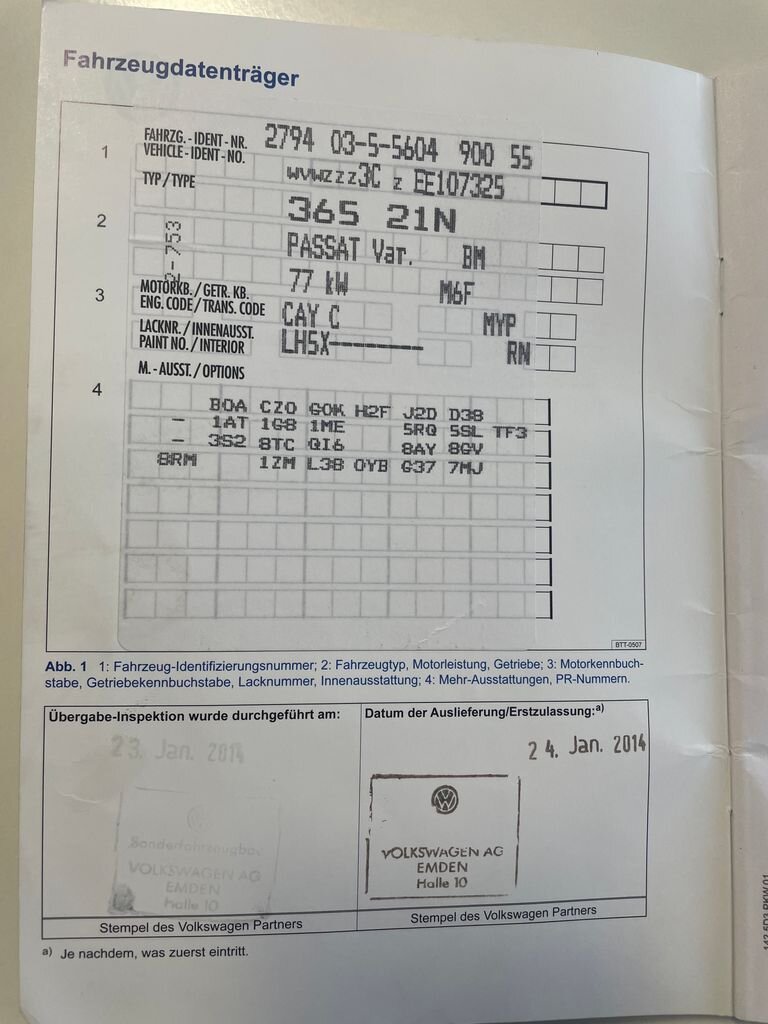 Fahrzeugdatenträger
1 FAHRZG.-IDENT-NR. 2794 03-5-5604 900 55
VEHICLE-IDENT-NO. WVWZZZ3C Z EE107325
TYP/TYPE 365 21N
2 PASSAT Var. BM
2-753
77 kW M6F
3 MOTORKB./GETR. KB.
ENG. CODE/TRANS. CODE CAY C MYP
LACKNR./INNENAUSST. LH5X---------- RN
PAINT NO./INTERIOR
M.-AUSST./OPTIONS
4
BOA CZO GOK H2F J2D D38
- 1AT 1G8 1ME 5RQ 5SL TF3
- 3S2 8TC QI6 8AY 8GV
8RM 1ZM L38 OYB G37 7MJ
BTT-0507
Abb. 1 1: Fahrzeug-Identifizierungsnummer; 2: Fahrzeugtyp, Motorleistung, Getriebe; 3: Motorkennbuch-
stabe, Getriebekennbuchstabe, Lacknummer, Innenausstattung; 4: Mehr-Ausstattungen, PR-Nummern.
Übergabe-Inspektion wurde durchgeführt am:
23. Jan. 2014
Sonderfahrzeugbau
VOLKSWAGEN AG
EMDEN
Halle 10
Stempel des Volkswagen Partners
Datum der Auslieferung/Erstzulassung:a)
24. Jan. 2014
VOLKSWAGEN AG
EMDEN
Halle 10
Stempel des Volkswagen Partners
a) Je nachdem, was zuerst eintritt.